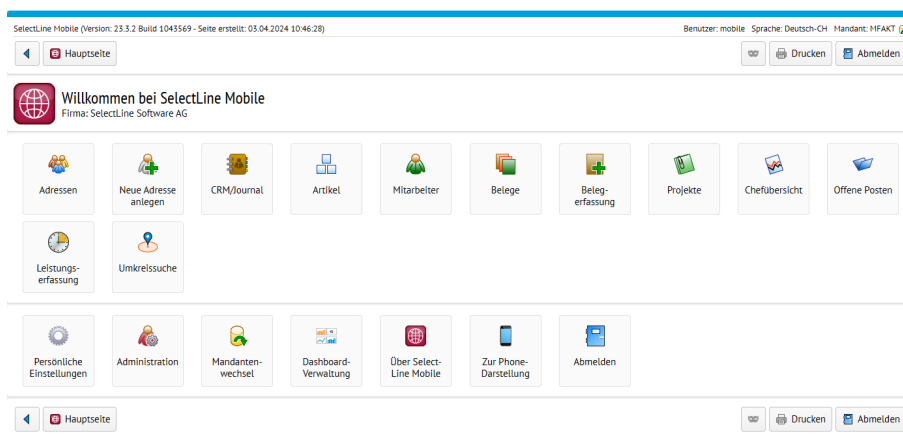 SelectLine Mobile (Version: 23.3.2 Build 1043569 - Seite erstellt: 03.04.2024 10:46:28)
Benutzer: mobile Sprache: Deutsch-CH Mandant: MFAKT
Hauptseite
Drucken
Abmelden
Willkommen bei SelectLine Mobile
Firma: SelectLine Software AG
Adressen
Neue Adresse
anlegen
CRM/Journal
Artikel
Mitarbeiter
Belege
Beleg-
erfassung
Projekte
Chefübersicht
Offene Posten
Leistungs-
erfassung
Umkreissuche
Persönliche
Einstellungen
Administration
Mandanten-
wechsel
Dashboard-
Verwaltung
Über Select-
Line Mobile
Zur Phone-
Darstellung
Abmelden
Hauptseite
Drucken
Abmelden